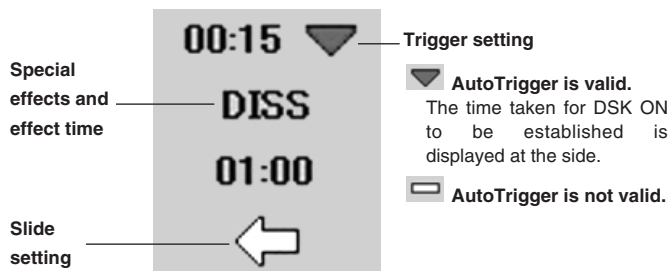 00:15
Trigger setting
Special
effects and
effect time
DISS
01:00
Slide
setting
AutoTrigger is valid.
The time taken for DSK ON
to be established is
displayed at the side.
AutoTrigger is not valid.